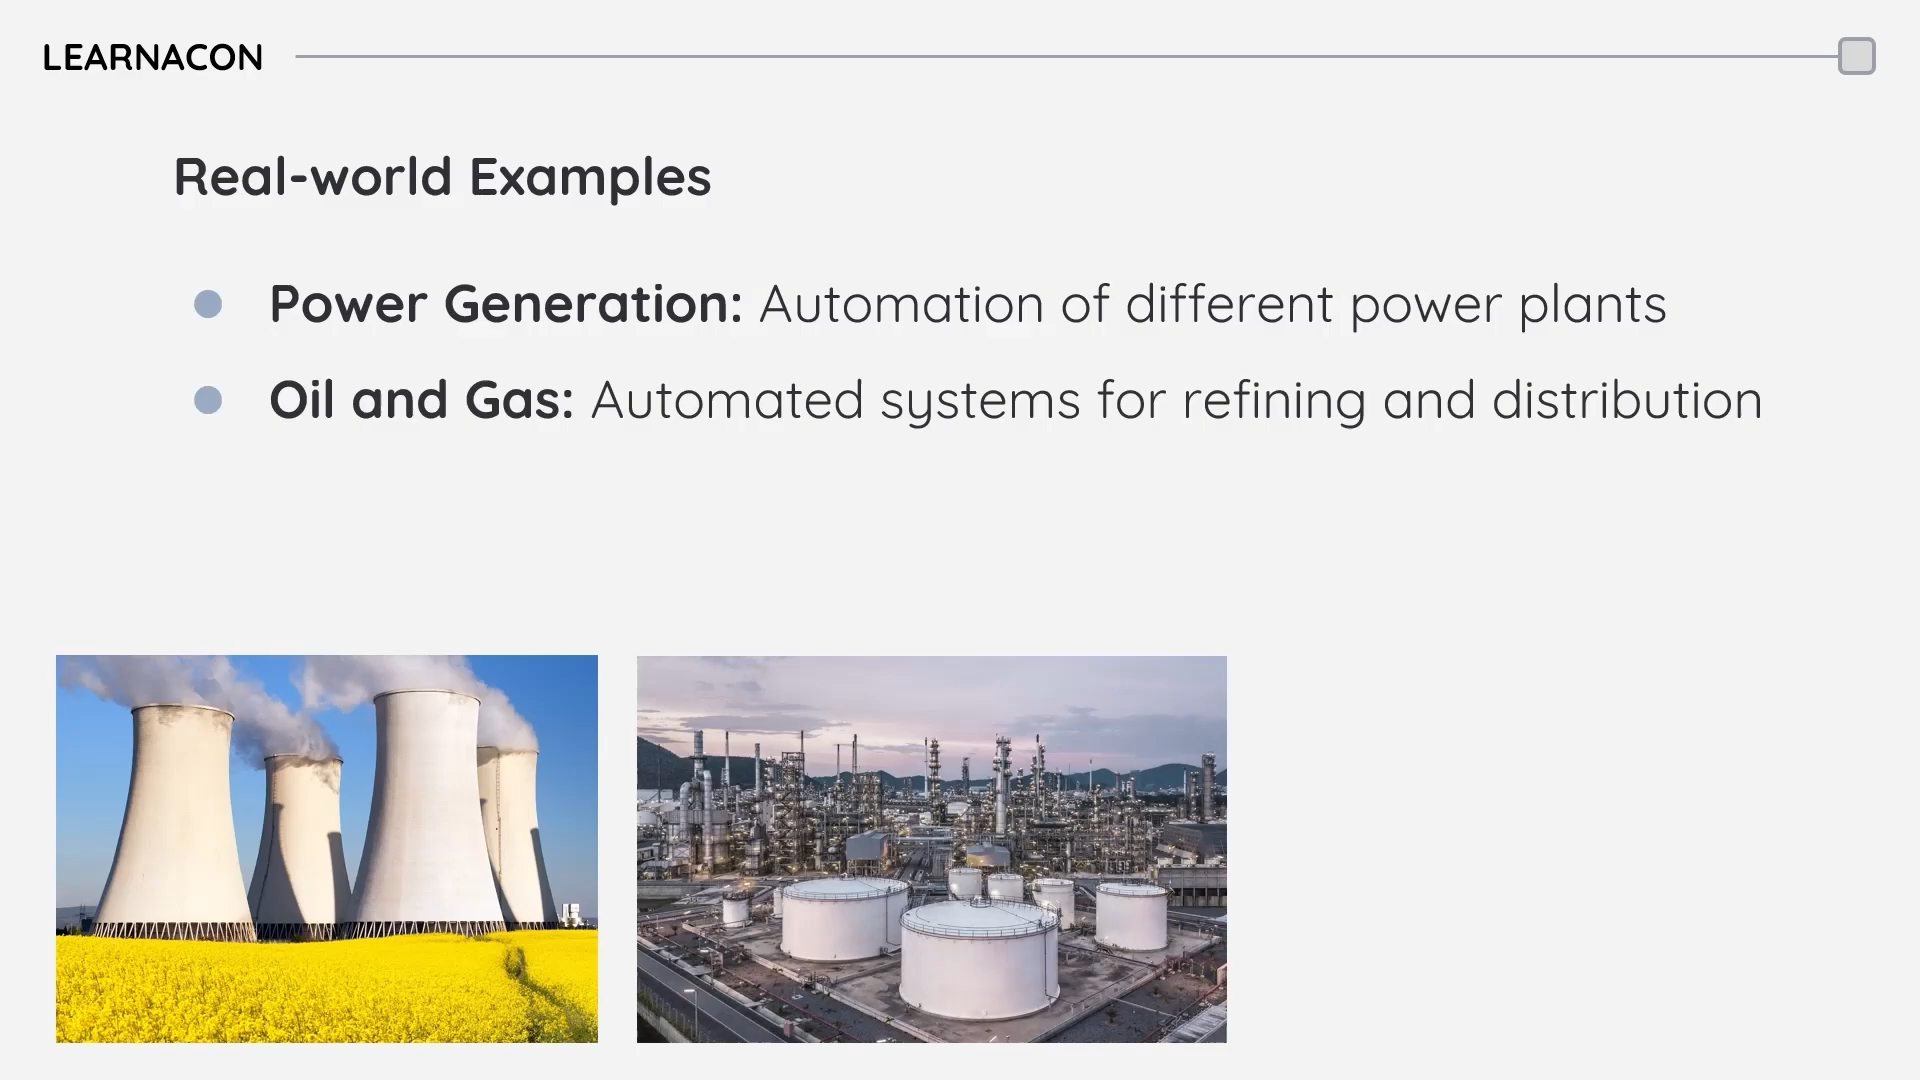 LEARNACON
Real-world Examples
Power Generation: Automation of different power plants
Oil and Gas: Automated systems for refining and distribution